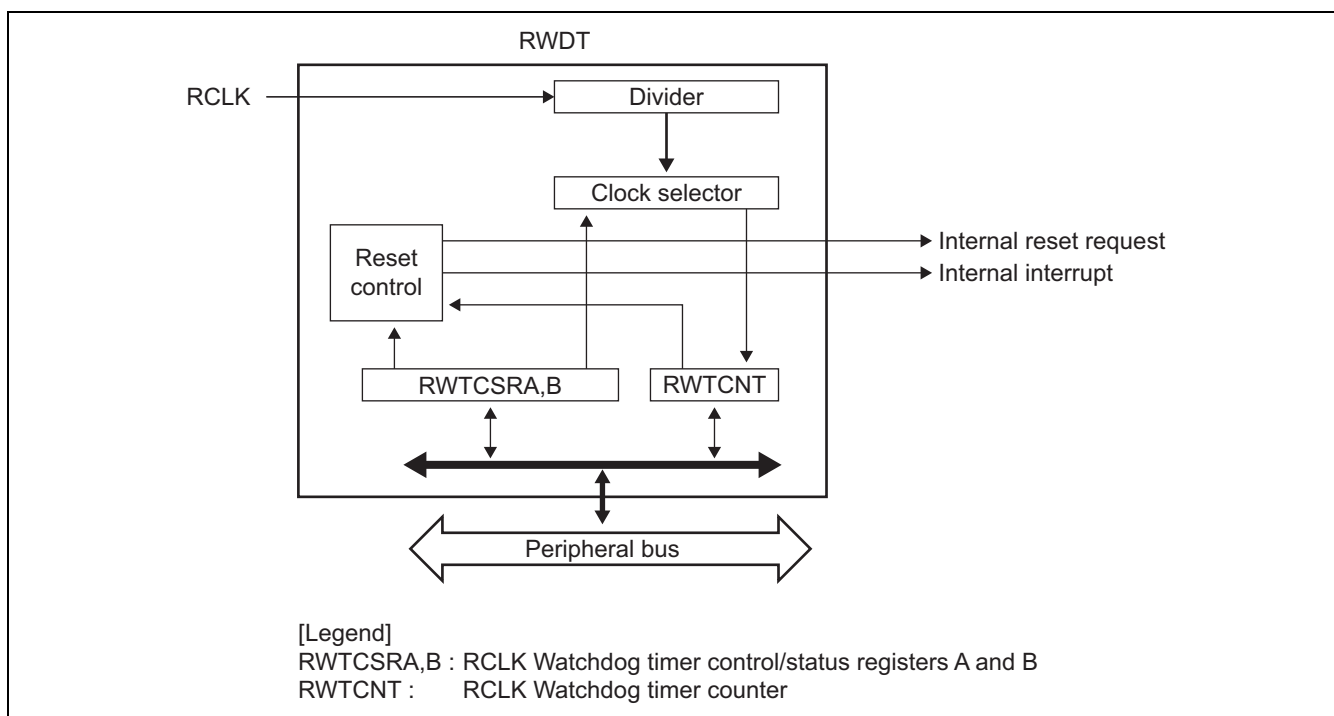 RWDT
RCLK
Divider
Clock selector
Internal reset request
Reset
control
Internal interrupt
RWTCSRA,B
RWTCNT
Peripheral bus
[Legend]
RWTCSRA,B : RCLK Watchdog timer control/status registers A and B
RWTCNT : RCLK Watchdog timer counter